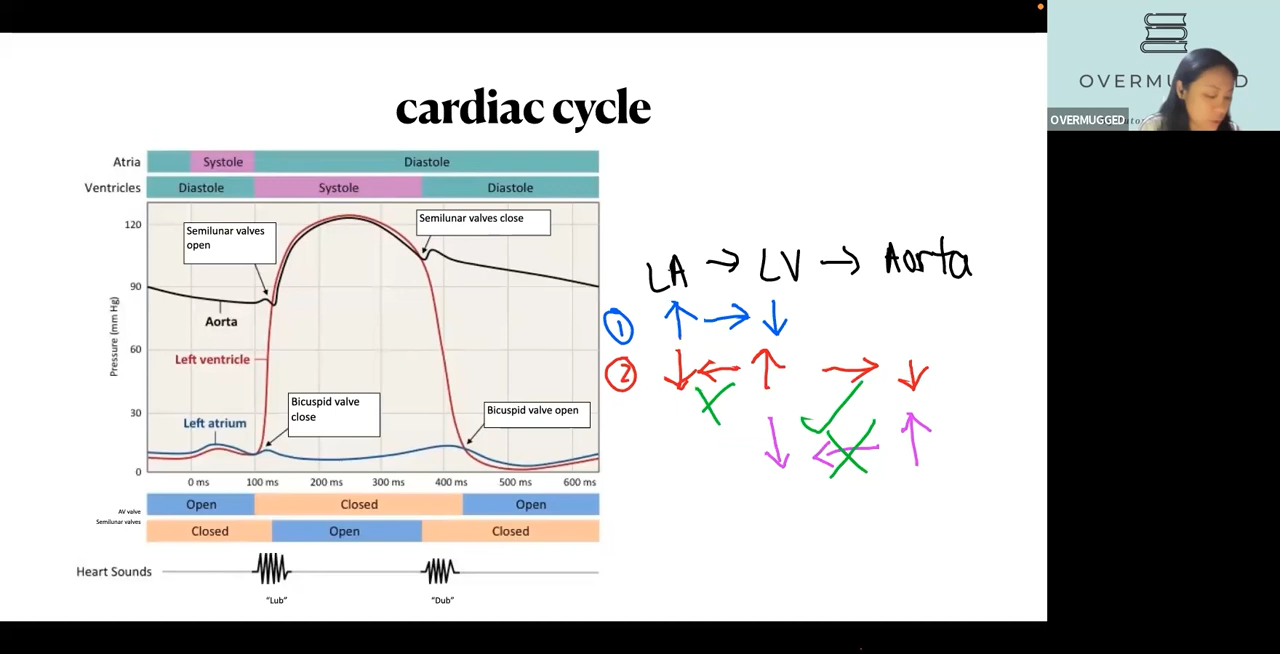 OVERMUGGED
OVERMUGGED
cardiac cycle
Atria
Systole
Diastole
Ventricles
Diastole
Systole
Diastole
120
90
60
30
0
Pressure (mm Hg)
Semilunar valves
open
Semilunar valves close
Aorta
Left ventricle
Left atrium
Bicuspid valve
close
Bicuspid valve open
0 ms
100 ms
200 ms
300 ms
400 ms
500 ms
600 ms
AV valve
Open
Closed
Open
Semilunar valves
Closed
Open
Closed
Heart Sounds
“Lub”
“Dub”
LA → LV → Aorta
① ↑ → ↓
② ↓ ← ↑ → ↓
↓ ← ↑